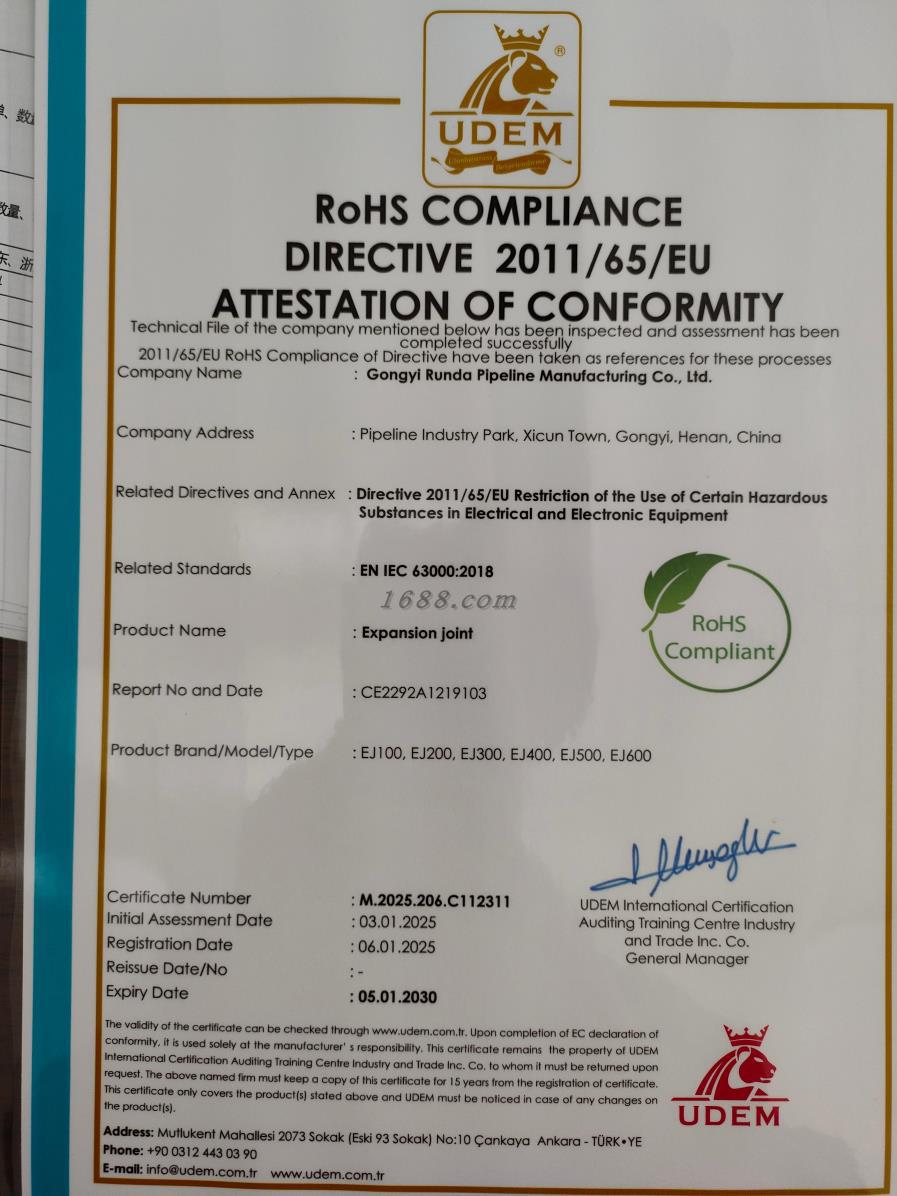 单、数
数量、
东、浙
®
UDEM
RoHS COMPLIANCE
DIRECTIVE 2011/65/EU
ATTESTATION OF CONFORMITY
Technical File of the company mentioned below has been inspected and assessment has been
completed successfully
2011/65/EU RoHS Compliance of Directive have been taken as references for these processes
Company Name : Gongyi Runda Pipeline Manufacturing Co., Ltd.
Company Address : Pipeline Industry Park, Xicun Town, Gongyi, Henan, China
Related Directives and Annex : Directive 2011/65/EU Restriction of the Use of Certain Hazardous
Substances in Electrical and Electronic Equipment
Related Standards : EN IEC 63000:2018
1688.com
RoHS
Compliant
Product Name : Expansion joint
Report No and Date : CE2292A1219103
Product Brand/Model/Type : EJ100, EJ200, EJ300, EJ400, EJ500, EJ600
Certificate Number : M.2025.206.C112311
Initial Assessment Date : 03.01.2025
Registration Date : 06.01.2025
Reissue Date/No : -
Expiry Date : 05.01.2030
UDEM International Certification
Auditing Training Centre Industry
and Trade Inc. Co.
General Manager
The validity of the certificate can be checked through www.udem.com.tr. Upon completion of EC declaration of
conformity, it is used solely at the manufacturer' s responsibility. This certificate remains the property of UDEM
International Certification Auditing Training Centre Industry and Trade Inc. Co. to whom it must be returned upon
request. The above named firm must keep a copy of this certificate for 15 years from the registration of certificate.
This certificate only covers the product(s) stated above and UDEM must be noticed in case of any changes on
the product(s).
UDEM
Address: Mutlukent Mahallesi 2073 Sokak (Eski 93 Sokak) No:10 Çankaya Ankara - TÜRK•YE
Phone: +90 0312 443 03 90
E-mail: info@udem.com.tr www.udem.com.tr